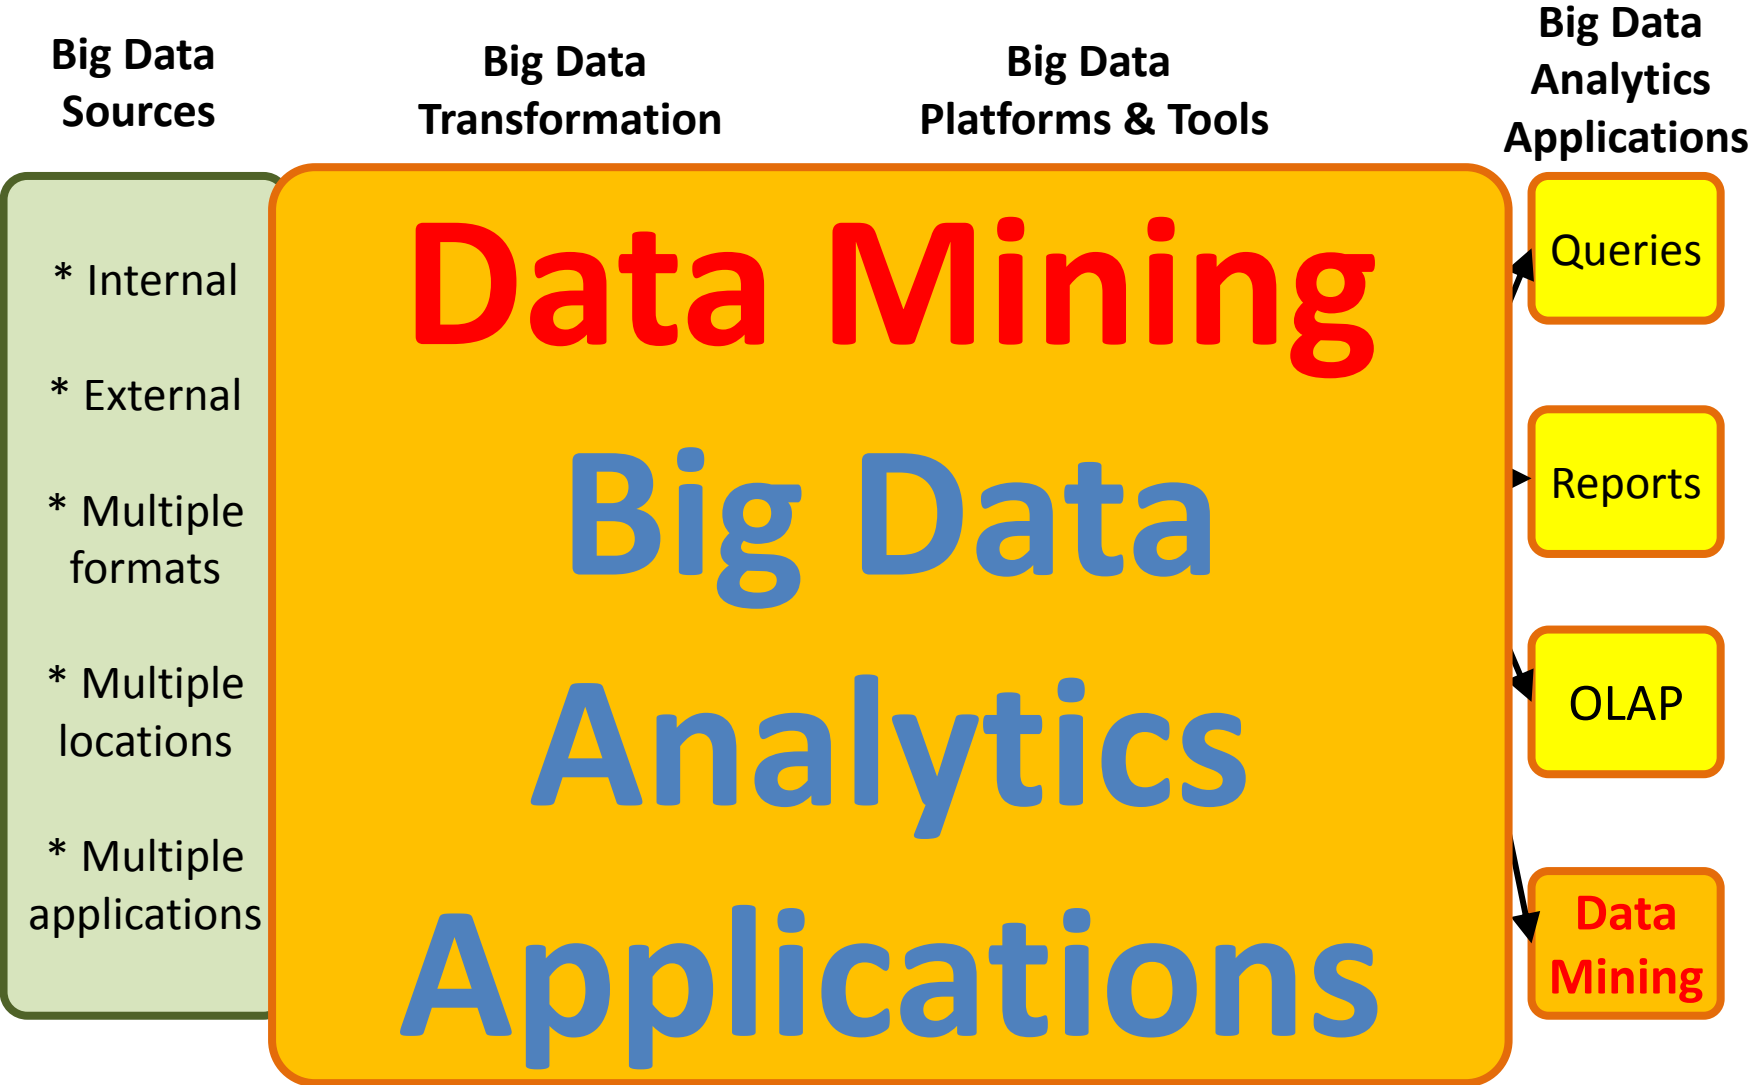 Big Data
Sources
Big Data
Transformation
Big Data
Platforms & Tools
Big Data
Analytics
Applications
* Internal
* External
* Multiple
formats
* Multiple
locations
* Multiple
applications
Data Mining
Big Data
Analytics
Applications
Queries
Reports
OLAP
Data
Mining